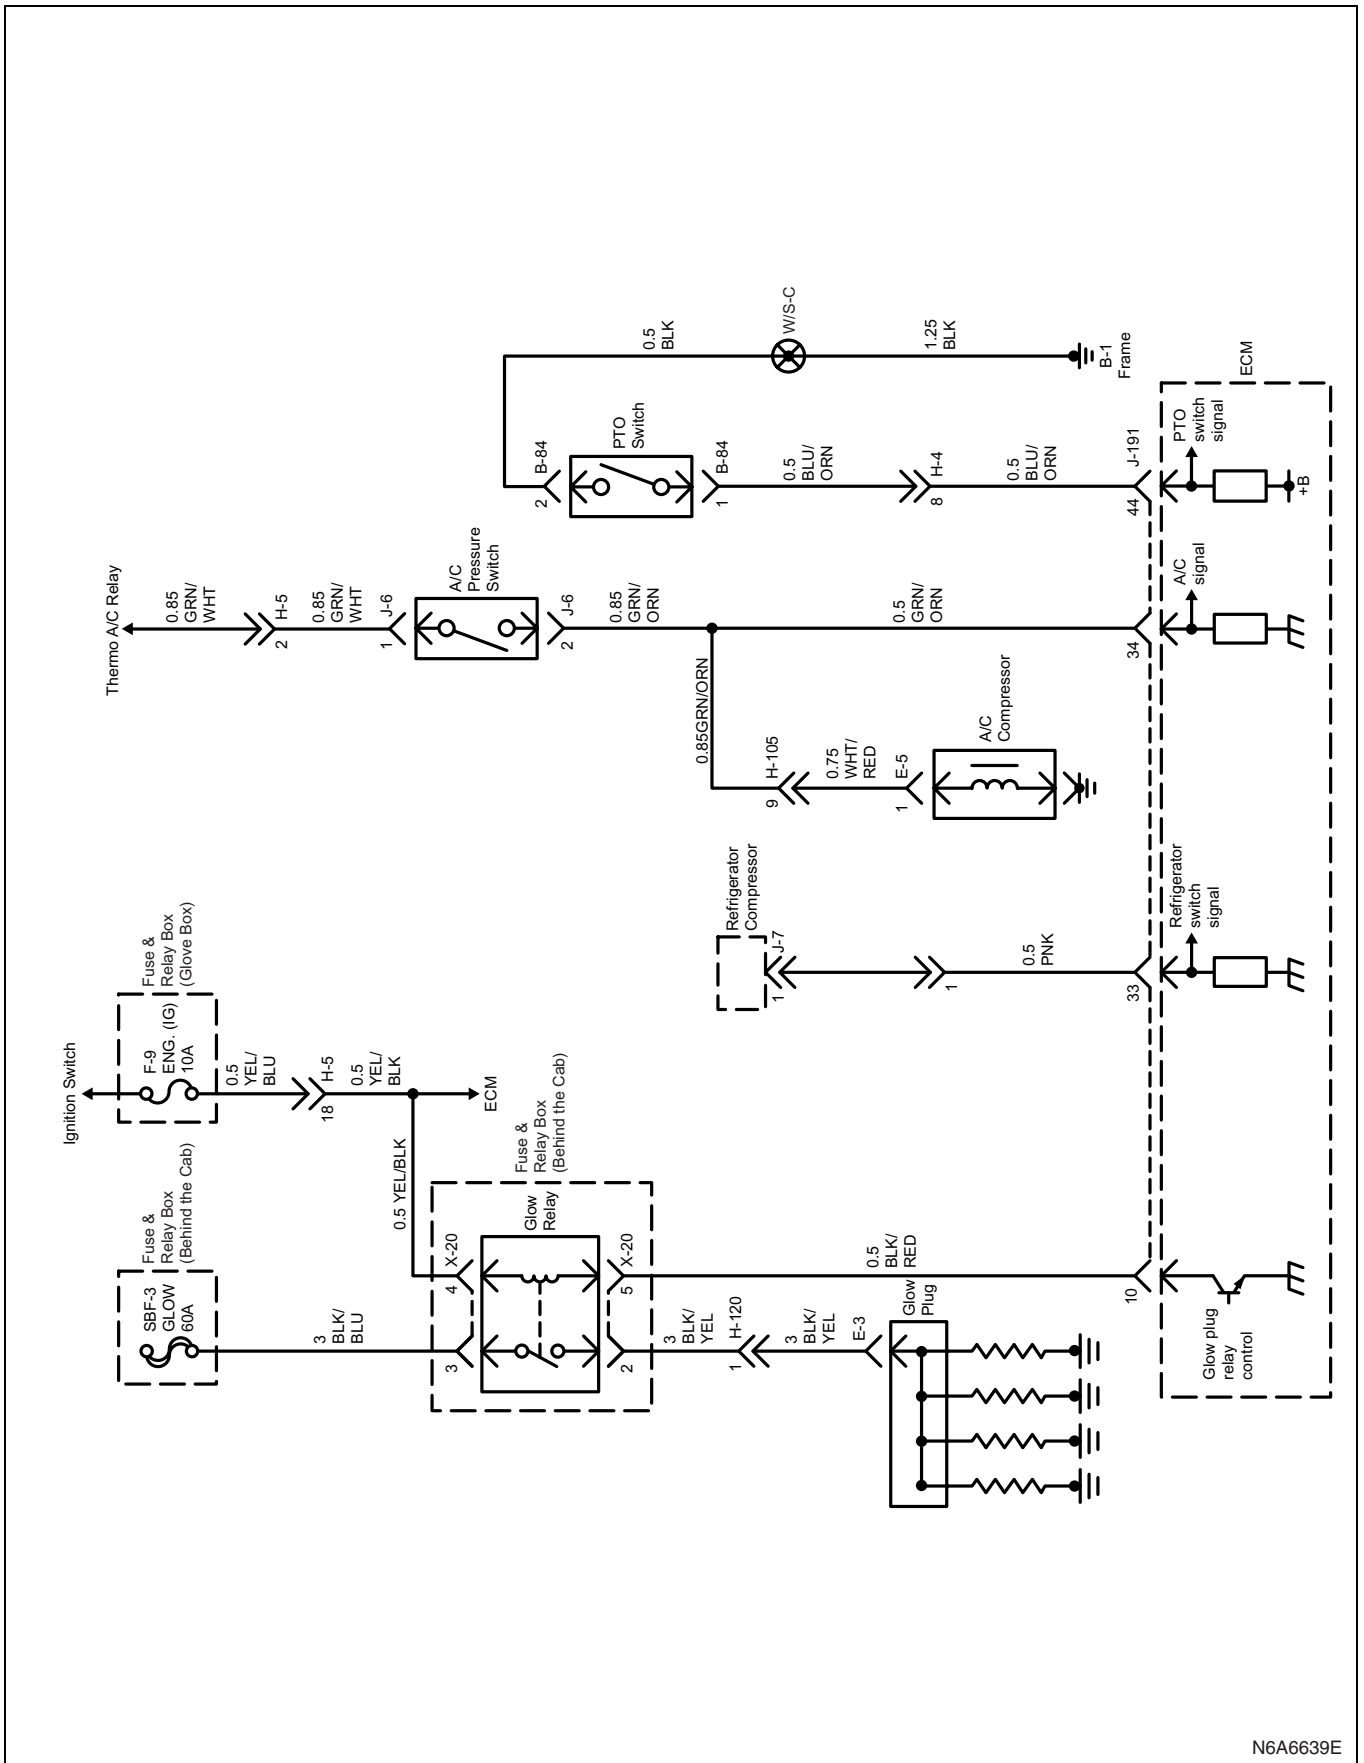 Ignition Switch
Thermo A/C Relay
Fuse &
Relay Box
(Behind the Cab)
SBF-3
GLOW
60A
Fuse &
Relay Box
(Glove Box)
F-9
ENG. (IG)
10A
0.5
YEL/
BLU
H-5
18
0.5
YEL/
BLK
0.5 YEL/BLK
ECM
3
BLK/
BLU
Fuse &
Relay Box
(Behind the Cab)
Glow
Relay
X-20
3
4
X-20
2
5
3
BLK/
YEL
H-120
1
3
BLK/
YEL
E-3
Glow
Plug
0.5
BLK/
RED
10
Glow plug
relay
control
Refrigerator
Compressor
J-7
1
1
0.5
PNK
33
Refrigerator
switch
signal
0.85
GRN/
WHT
H-5
2
0.85
GRN/
WHT
J-6
1
A/C
Pressure
Switch
J-6
2
0.85
GRN/
ORN
0.85GRN/ORN
H-105
9
0.75
WHT/
RED
E-5
1
A/C
Compressor
0.5
GRN/
ORN
34
A/C
signal
B-84
2
PTO
Switch
B-84
1
0.5
BLU/
ORN
H-4
8
0.5
BLU/
ORN
J-191
44
PTO
switch
signal
+B
0.5
BLK
W/S-C
1.25
BLK
B-1
Frame
ECM
N6A6639E